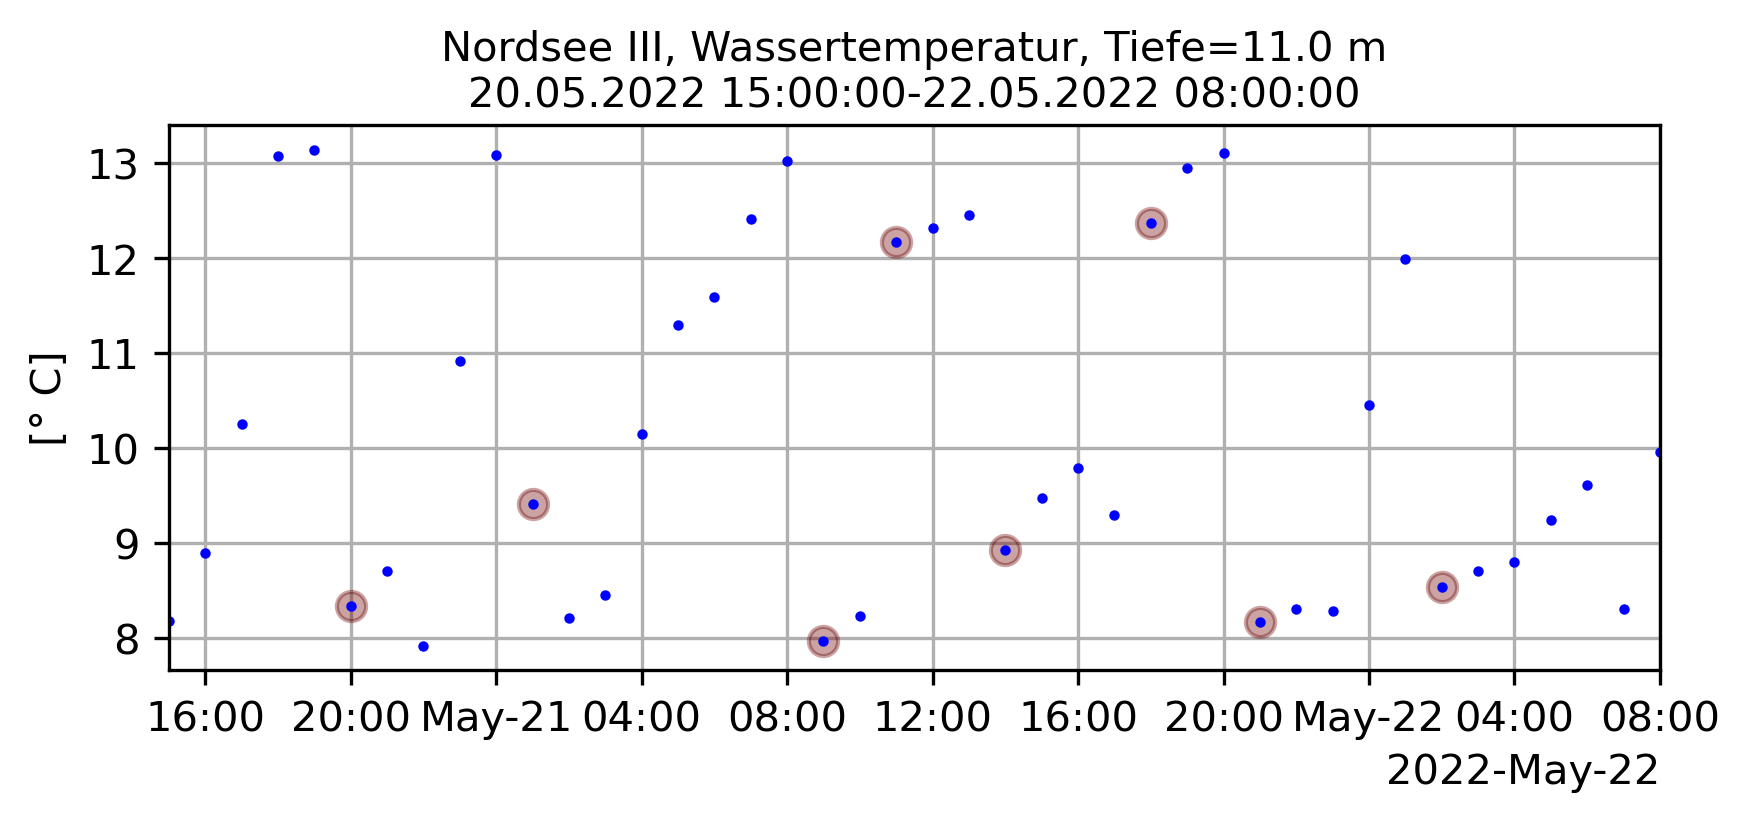 Nordsee III, Wassertemperatur, Tiefe=11.0 m
20.05.2022 15:00:00-22.05.2022 08:00:00
13
12
11
10
9
8
[° C]
16:00 20:00 May-21 04:00 08:00 12:00 16:00 20:00 May-22 04:00 08:00
2022-May-22